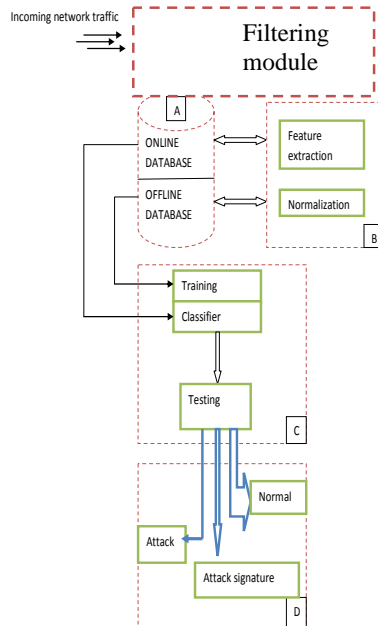 Incoming network traffic
Filtering
module
A
ONLINE
DATABASE
OFFLINE
DATABASE
Feature
extraction
Normalization
B
Training
Classifier
Testing
C
Normal
Attack
Attack signature
D